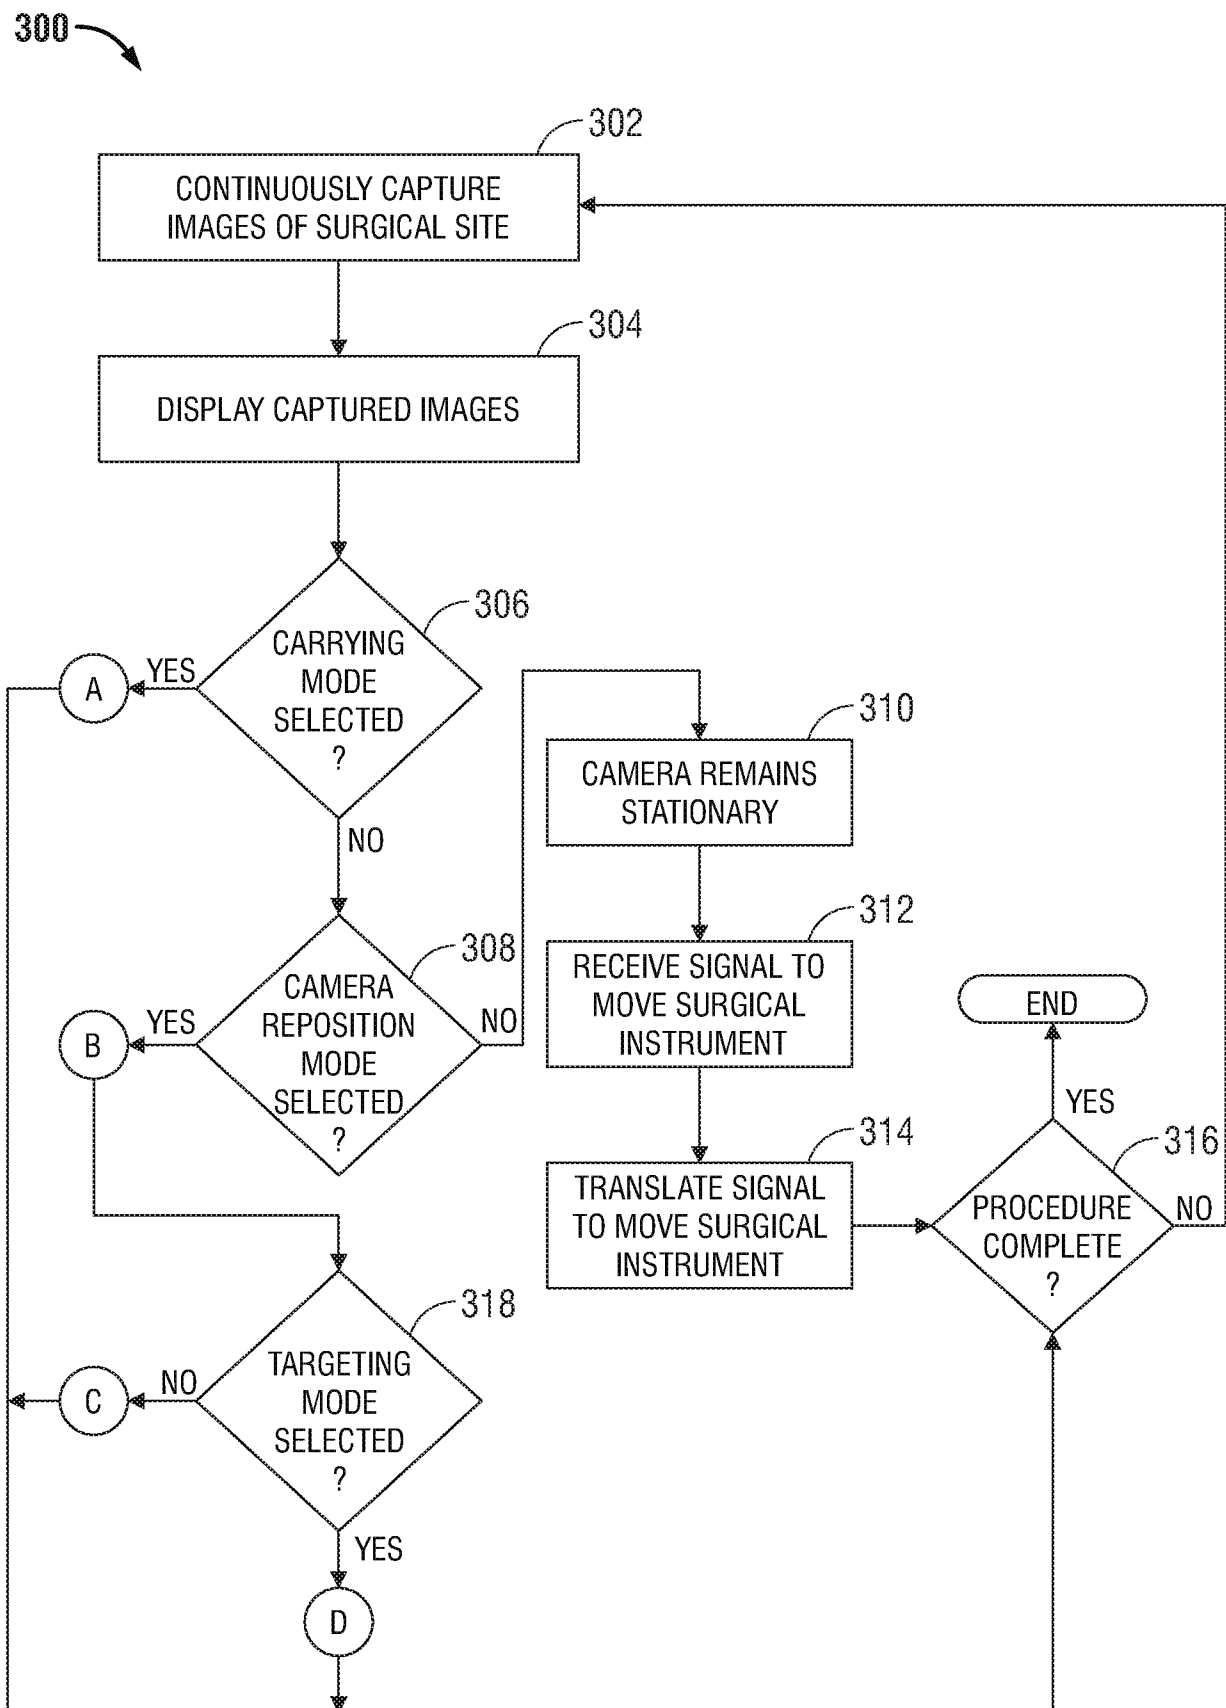 300
302
CONTINUOUSLY CAPTURE
IMAGES OF SURGICAL SITE
304
DISPLAY CAPTURED IMAGES
306
CARRYING
MODE
SELECTED
?
YES
A
NO
308
CAMERA
REPOSITION
MODE
SELECTED
?
YES
B
NO
310
CAMERA REMAINS
STATIONARY
312
RECEIVE SIGNAL TO
MOVE SURGICAL
INSTRUMENT
314
TRANSLATE SIGNAL
TO MOVE SURGICAL
INSTRUMENT
END
YES
316
PROCEDURE
COMPLETE
?
NO
318
TARGETING
MODE
SELECTED
?
NO
C
YES
D